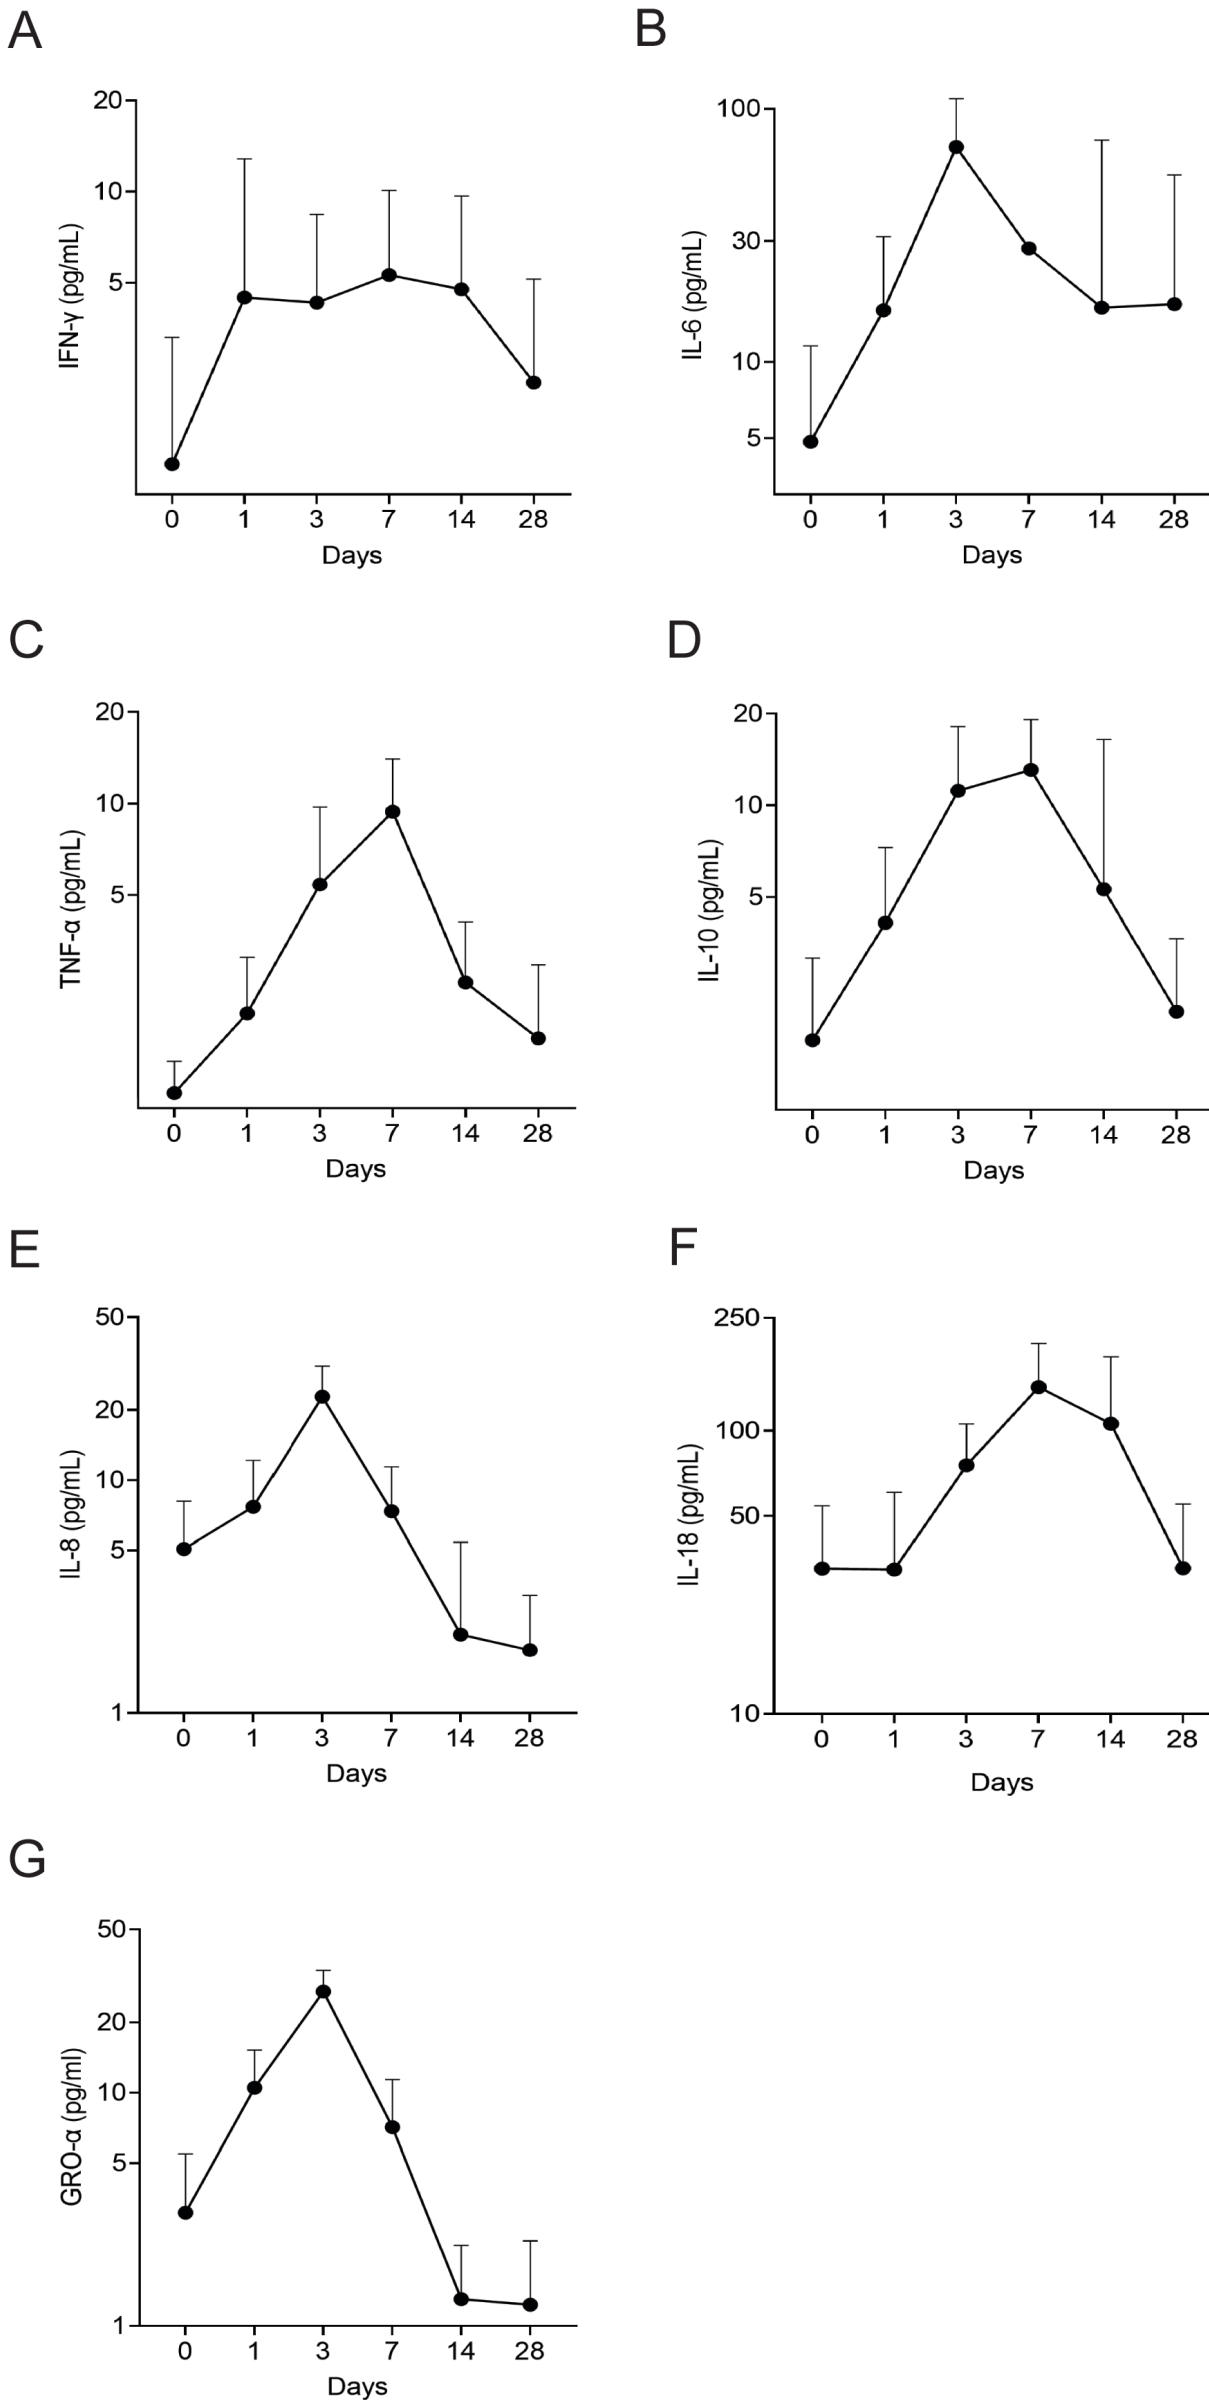 A
20
10
5
IFN-γ (pg/mL)
0 1 3 7 14 28
Days
B
100
30
10
5
IL-6 (pg/mL)
0 1 3 7 14 28
Days
C
20
10
5
TNF-α (pg/mL)
0 1 3 7 14 28
Days
D
20
10
5
IL-10 (pg/mL)
0 1 3 7 14 28
Days
E
50
20
10
5
1
IL-8 (pg/mL)
0 1 3 7 14 28
Days
F
250
100
50
10
IL-18 (pg/mL)
0 1 3 7 14 28
Days
G
50
20
10
5
1
GRO-α (pg/ml)
0 1 3 7 14 28
Days